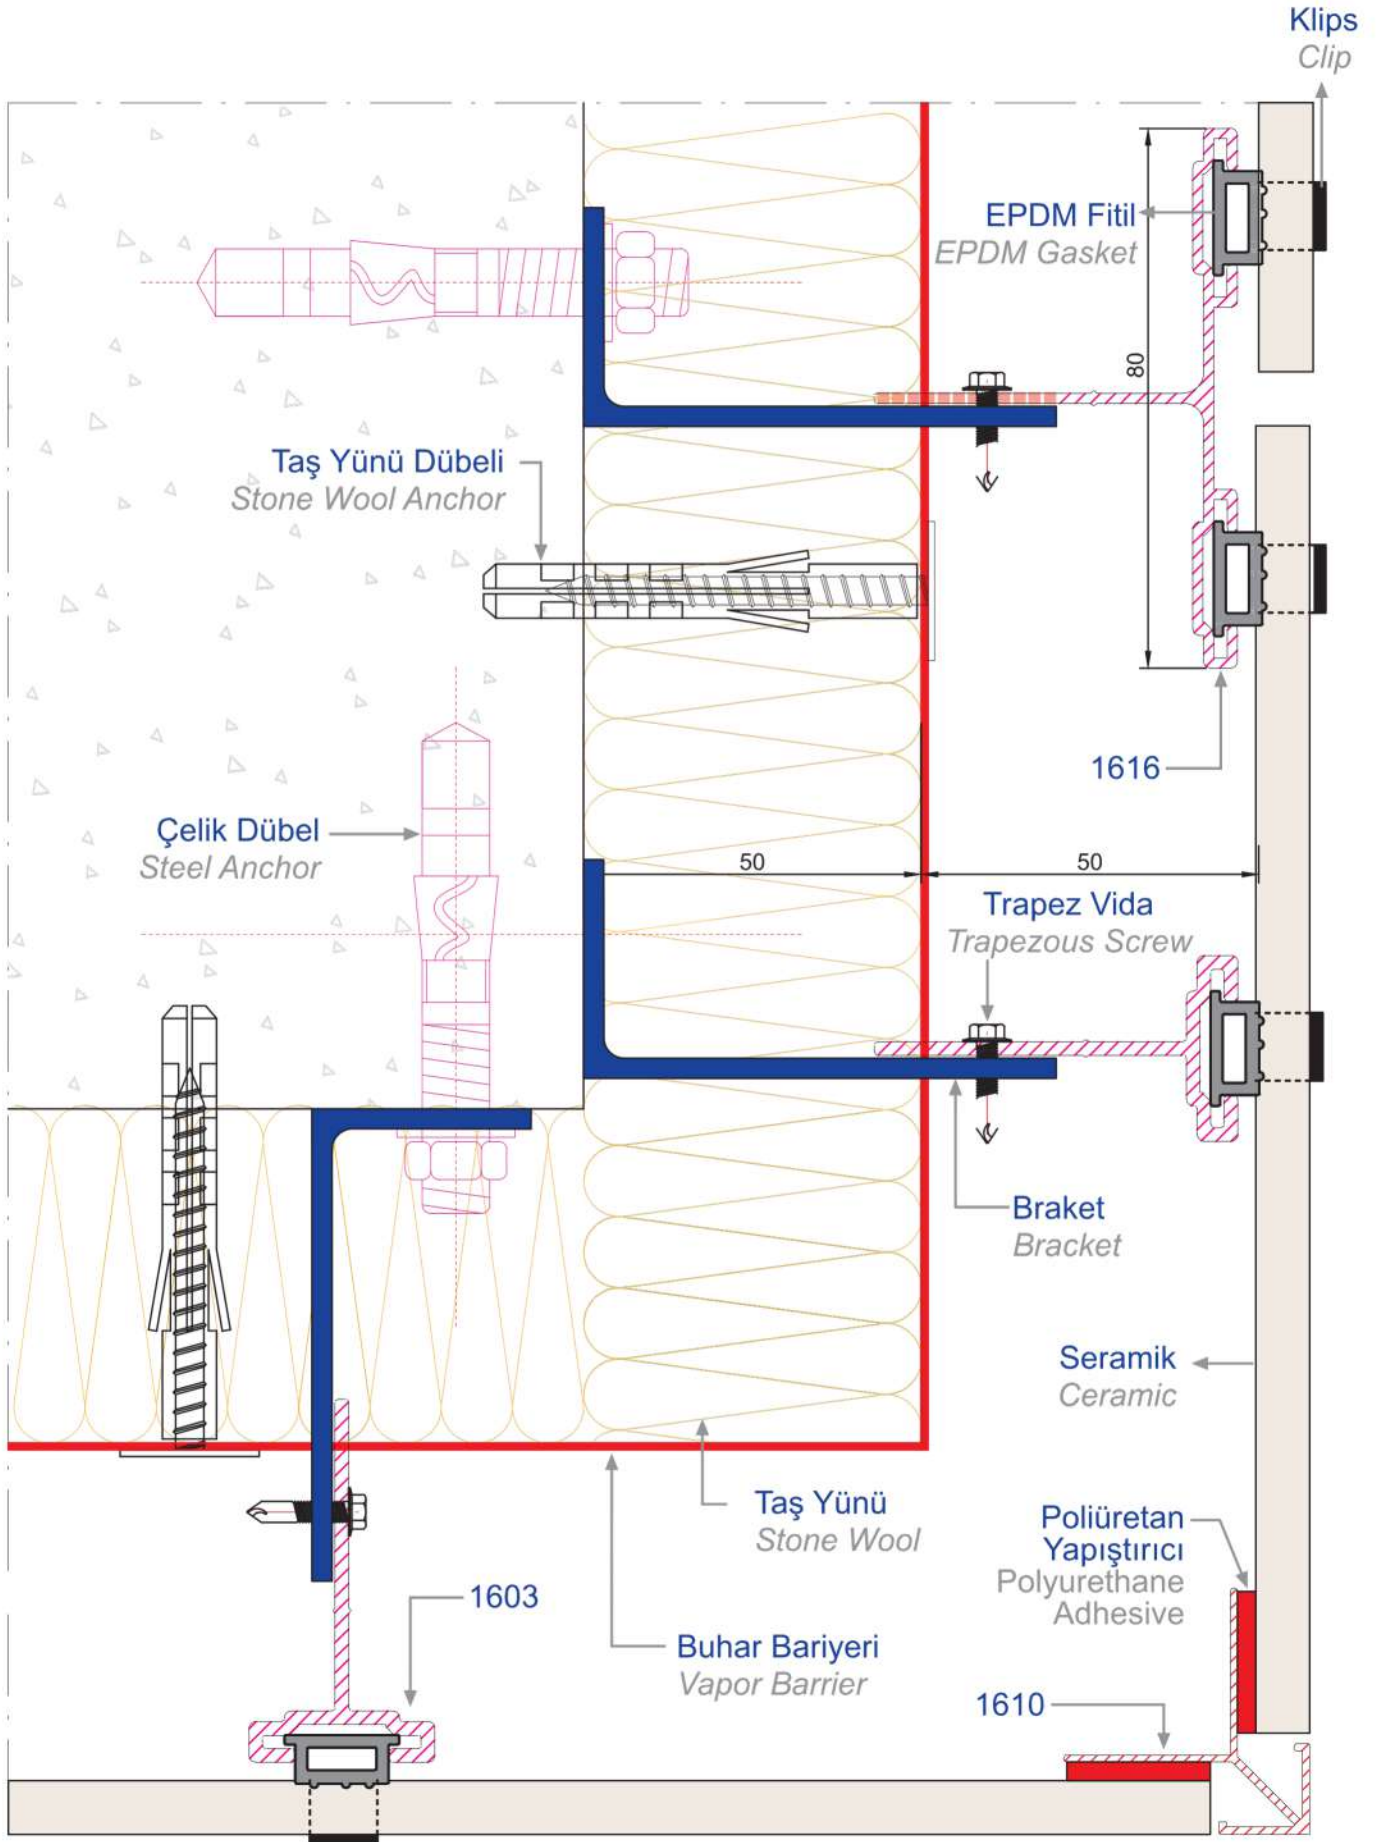 Klips
Clip
EPDM Fitil
EPDM Gasket
80
Taş Yünü Dübeli
Stone Wool Anchor
1616
Çelik Dübel
Steel Anchor
50
50
Trapez Vida
Trapezous Screw
Braket
Bracket
Seramik
Ceramic
Taş Yünü
Stone Wool
Poliüretan
Yapıştırıcı
Polyurethane
Adhesive
1603
Buhar Bariyeri
Vapor Barrier
1610